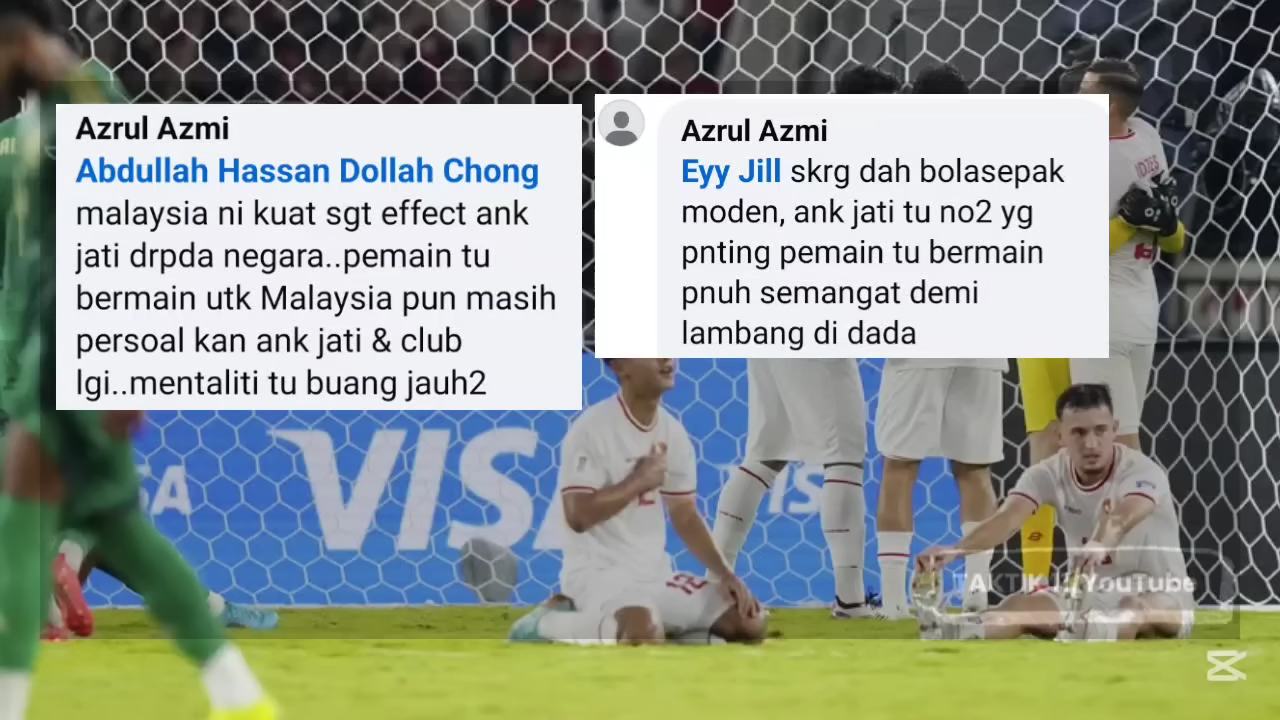 Azrul Azmi
Abdullah Hassan Dollah Chong
malaysia ni kuat sgt effect ank
jati drpda negara..pemain tu
bermain utk Malaysia pun masih
persoal kan ank jati & club
lgi..mentaliti tu buang jauh2
Azrul Azmi
Eyy Jill skrg dah bolasepak
moden, ank jati tu no2 yg
pnting pemain tu bermain
pnuh semangat demi
lambang di dada
VISA
VISA
12
YouTube